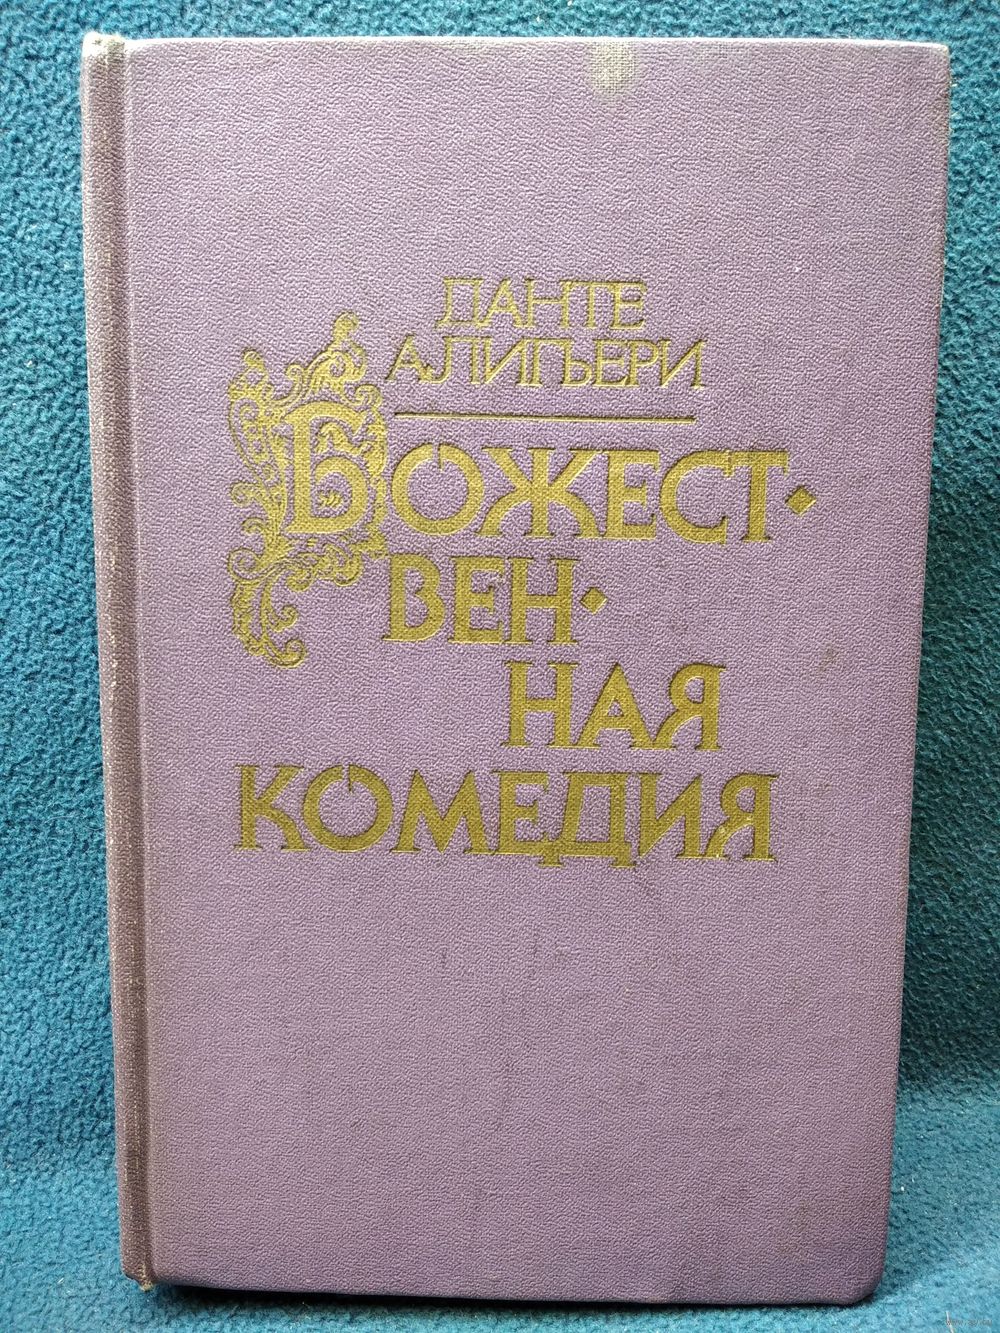 ДАНТЕ
АЛИГЬЕРИ
БОЖЕСТ·
ВЕН·
НАЯ
КОМЕДИЯ